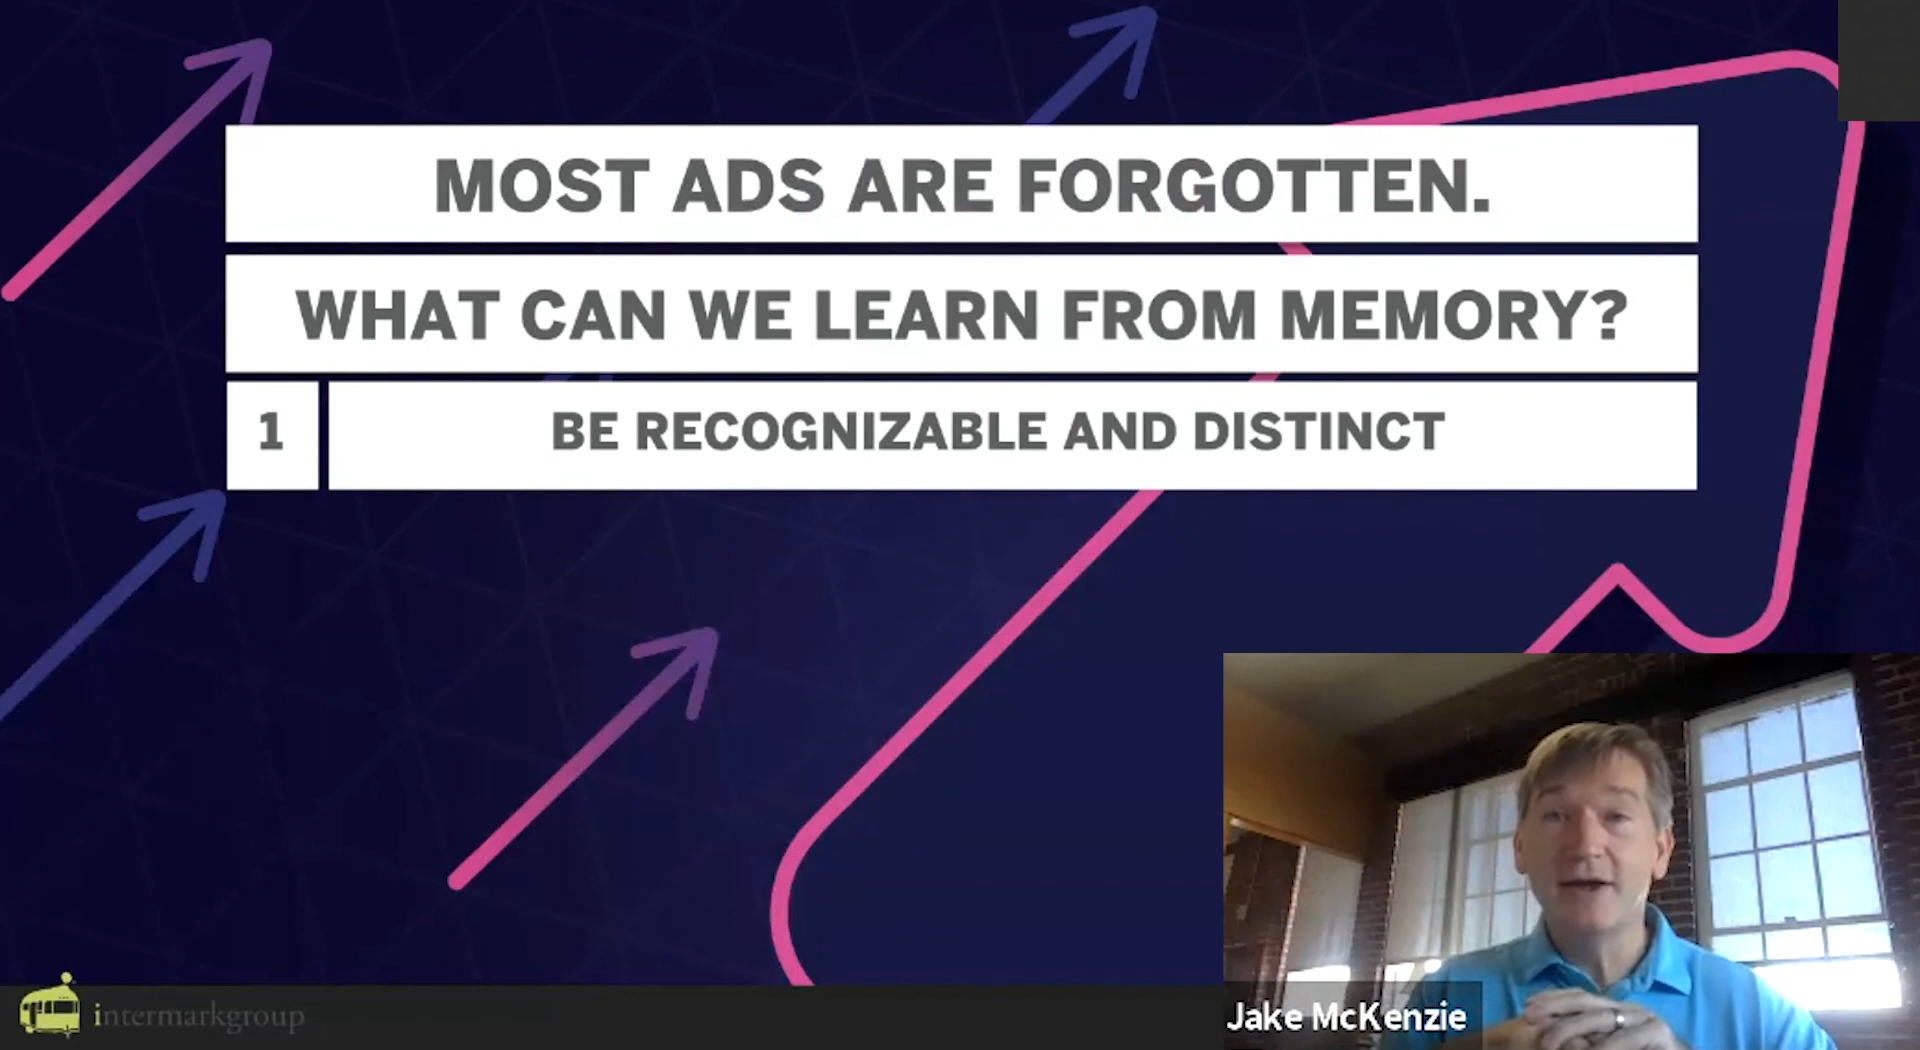 MOST ADS ARE FORGOTTEN.
WHAT CAN WE LEARN FROM MEMORY?
1 BE RECOGNIZABLE AND DISTINCT
intermarkgroup
Jake McKenzie